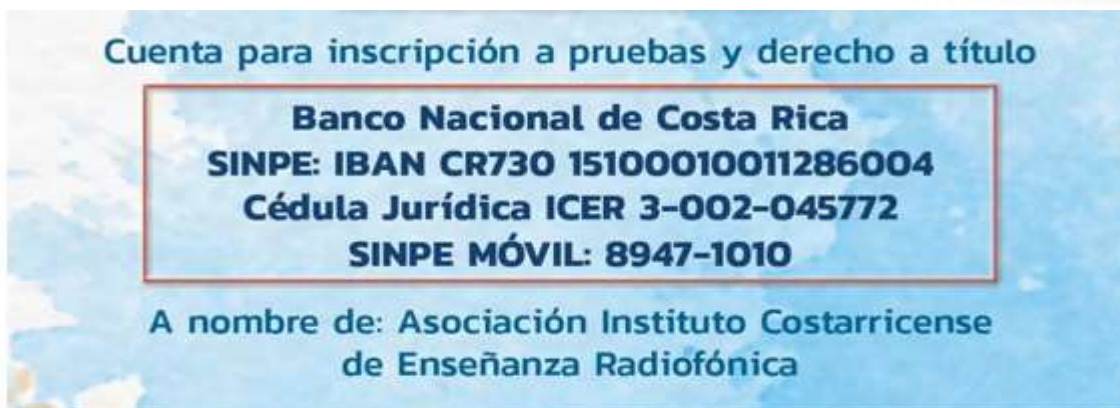 Cuenta para inscripción a pruebas y derecho a título
Banco Nacional de Costa Rica
SINPE: IBAN CR730 15100010011286004
Cédula Jurídica ICER 3-002-045772
SINPE MÓVIL: 8947-1010
A nombre de: Asociación Instituto Costarricense
de Enseñanza Radiofónica